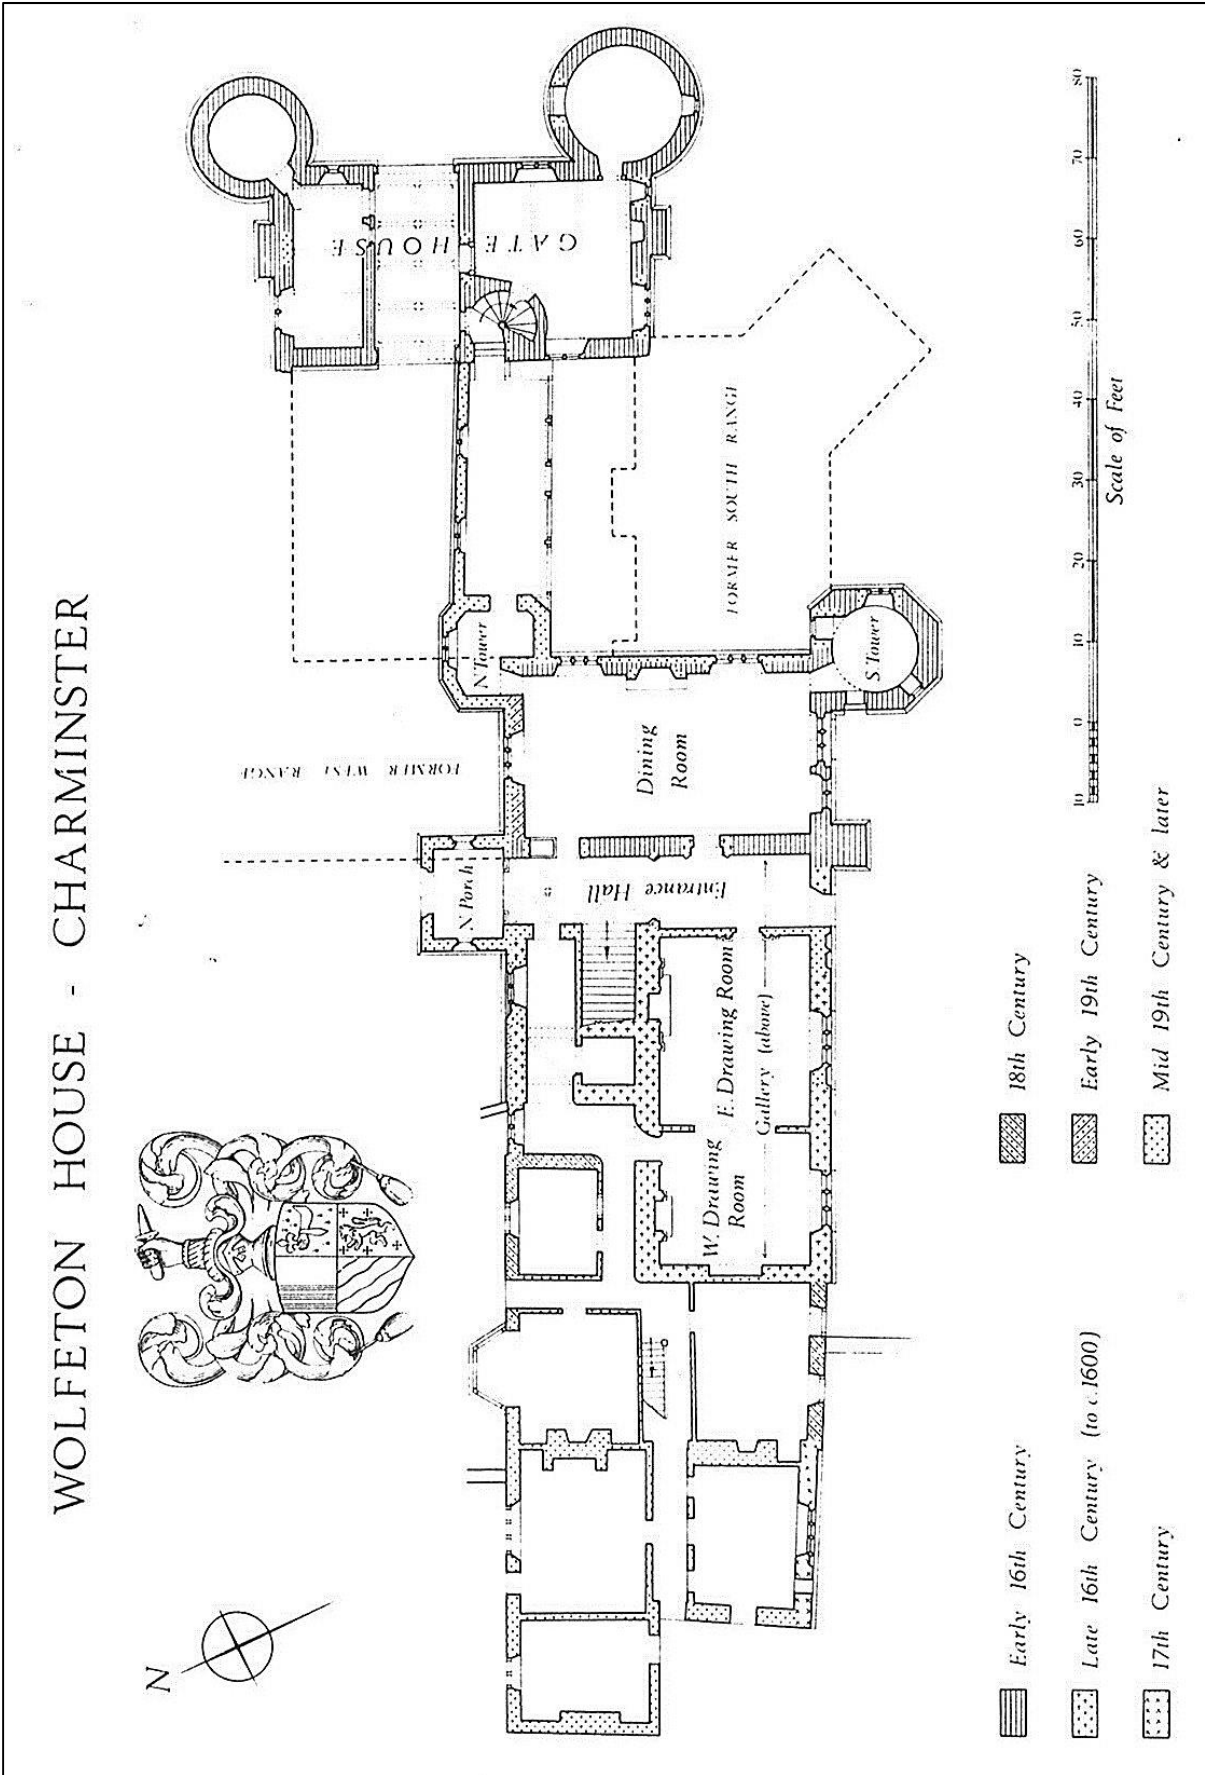 WOLFETON HOUSE - CHARMINSTER
N
GATE HOUSE
FORMER WEST RANGE
FORMER SOUTH RANGE
N Tower
S. Tower
N Porch
Dining
Room
Entrance Hall
E. Drawing Room
W. Drawing
Room
Gallery (above)
10 0 10 20 30 40 50 60 70 80
Scale of Feet
Early 16th Century
Late 16th Century (to c.1600)
17th Century
18th Century
Early 19th Century
Mid 19th Century & later